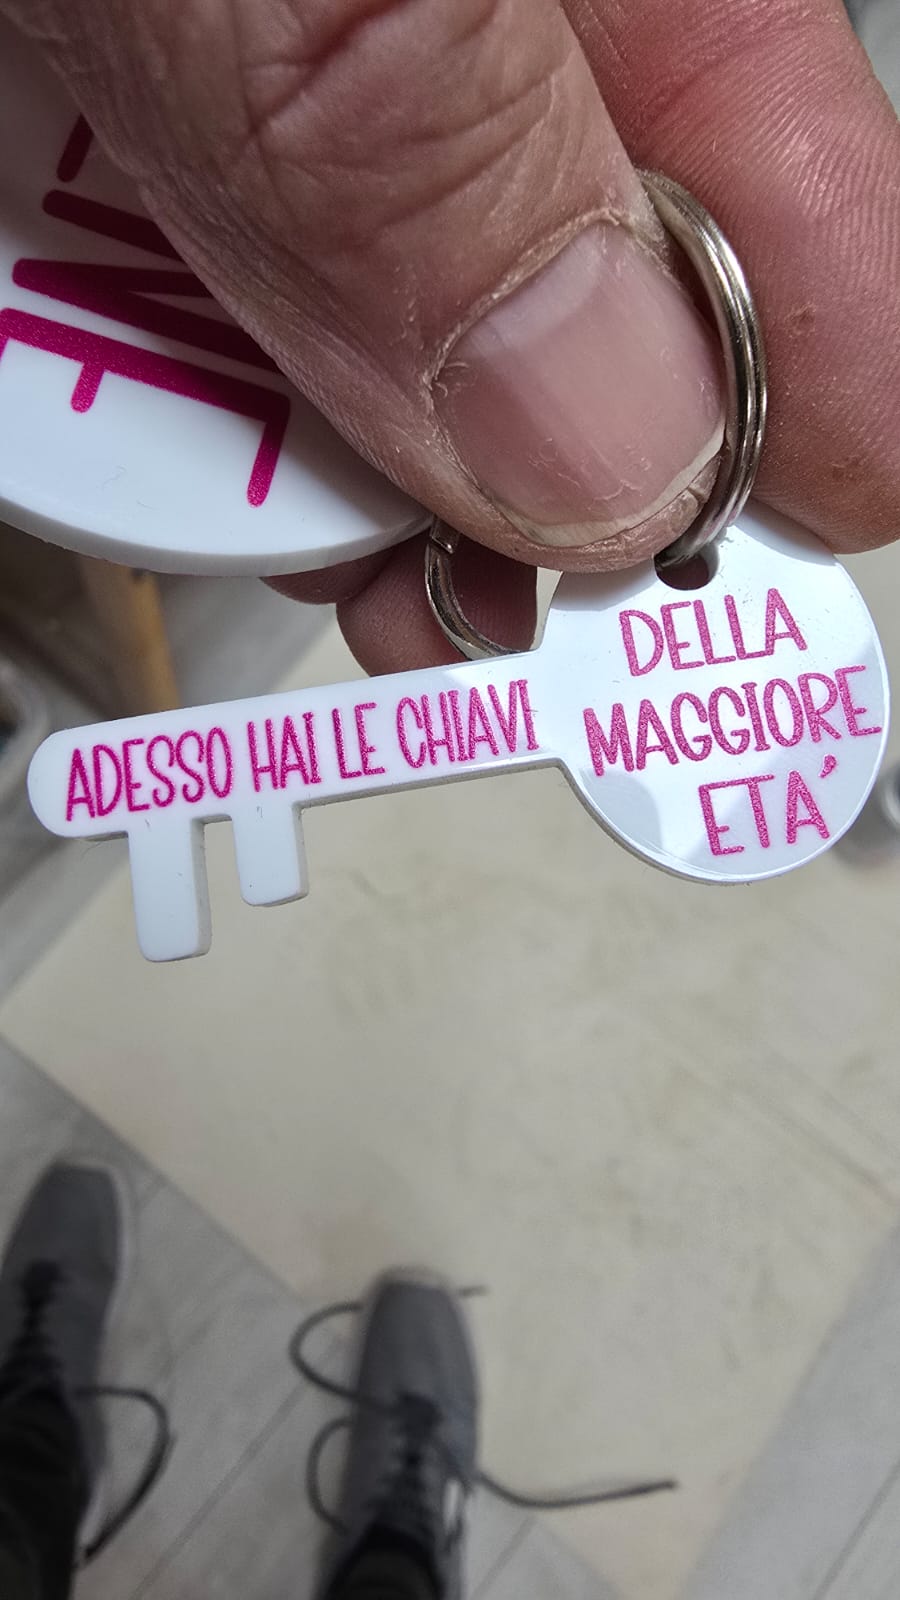 ADESSO HAI LE CHIAVI
DELLA
MAGGIORE
ETA'